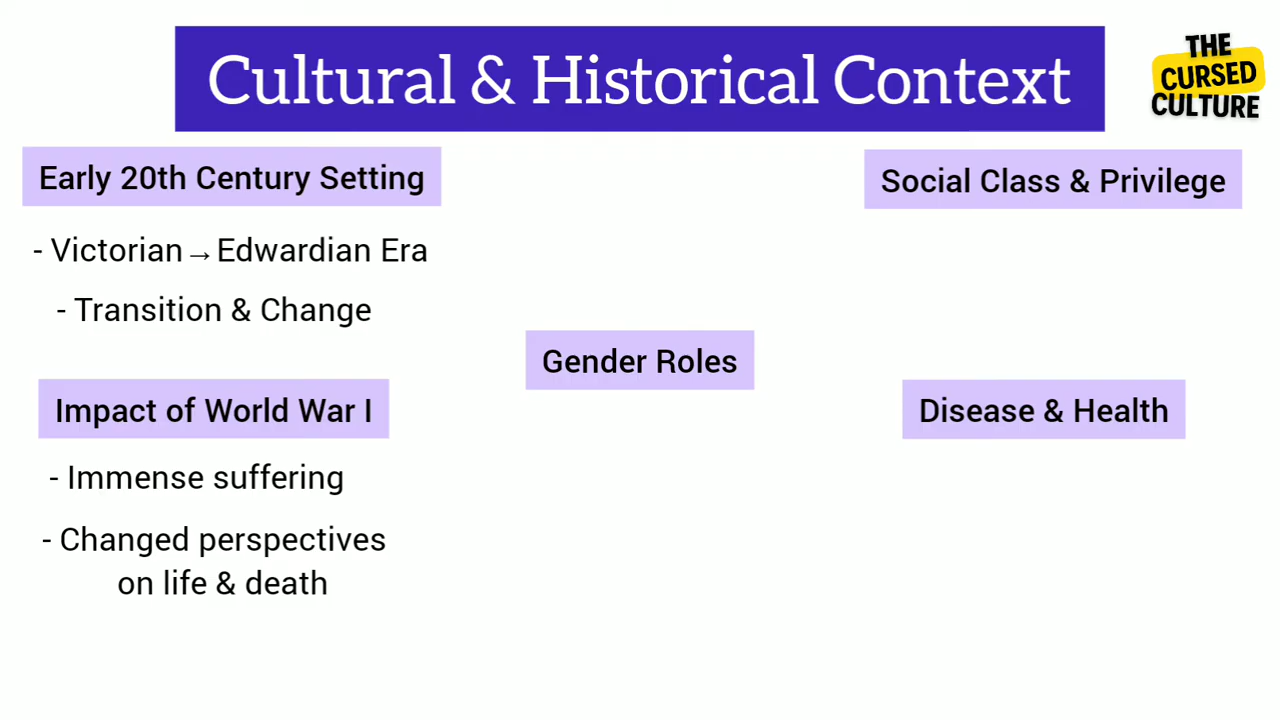 Cultural & Historical Context
THE
CURSED
CULTURE
Early 20th Century Setting
- Victorian→Edwardian Era
- Transition & Change
Impact of World War I
- Immense suffering
- Changed perspectives
on life & death
Gender Roles
Social Class & Privilege
Disease & Health